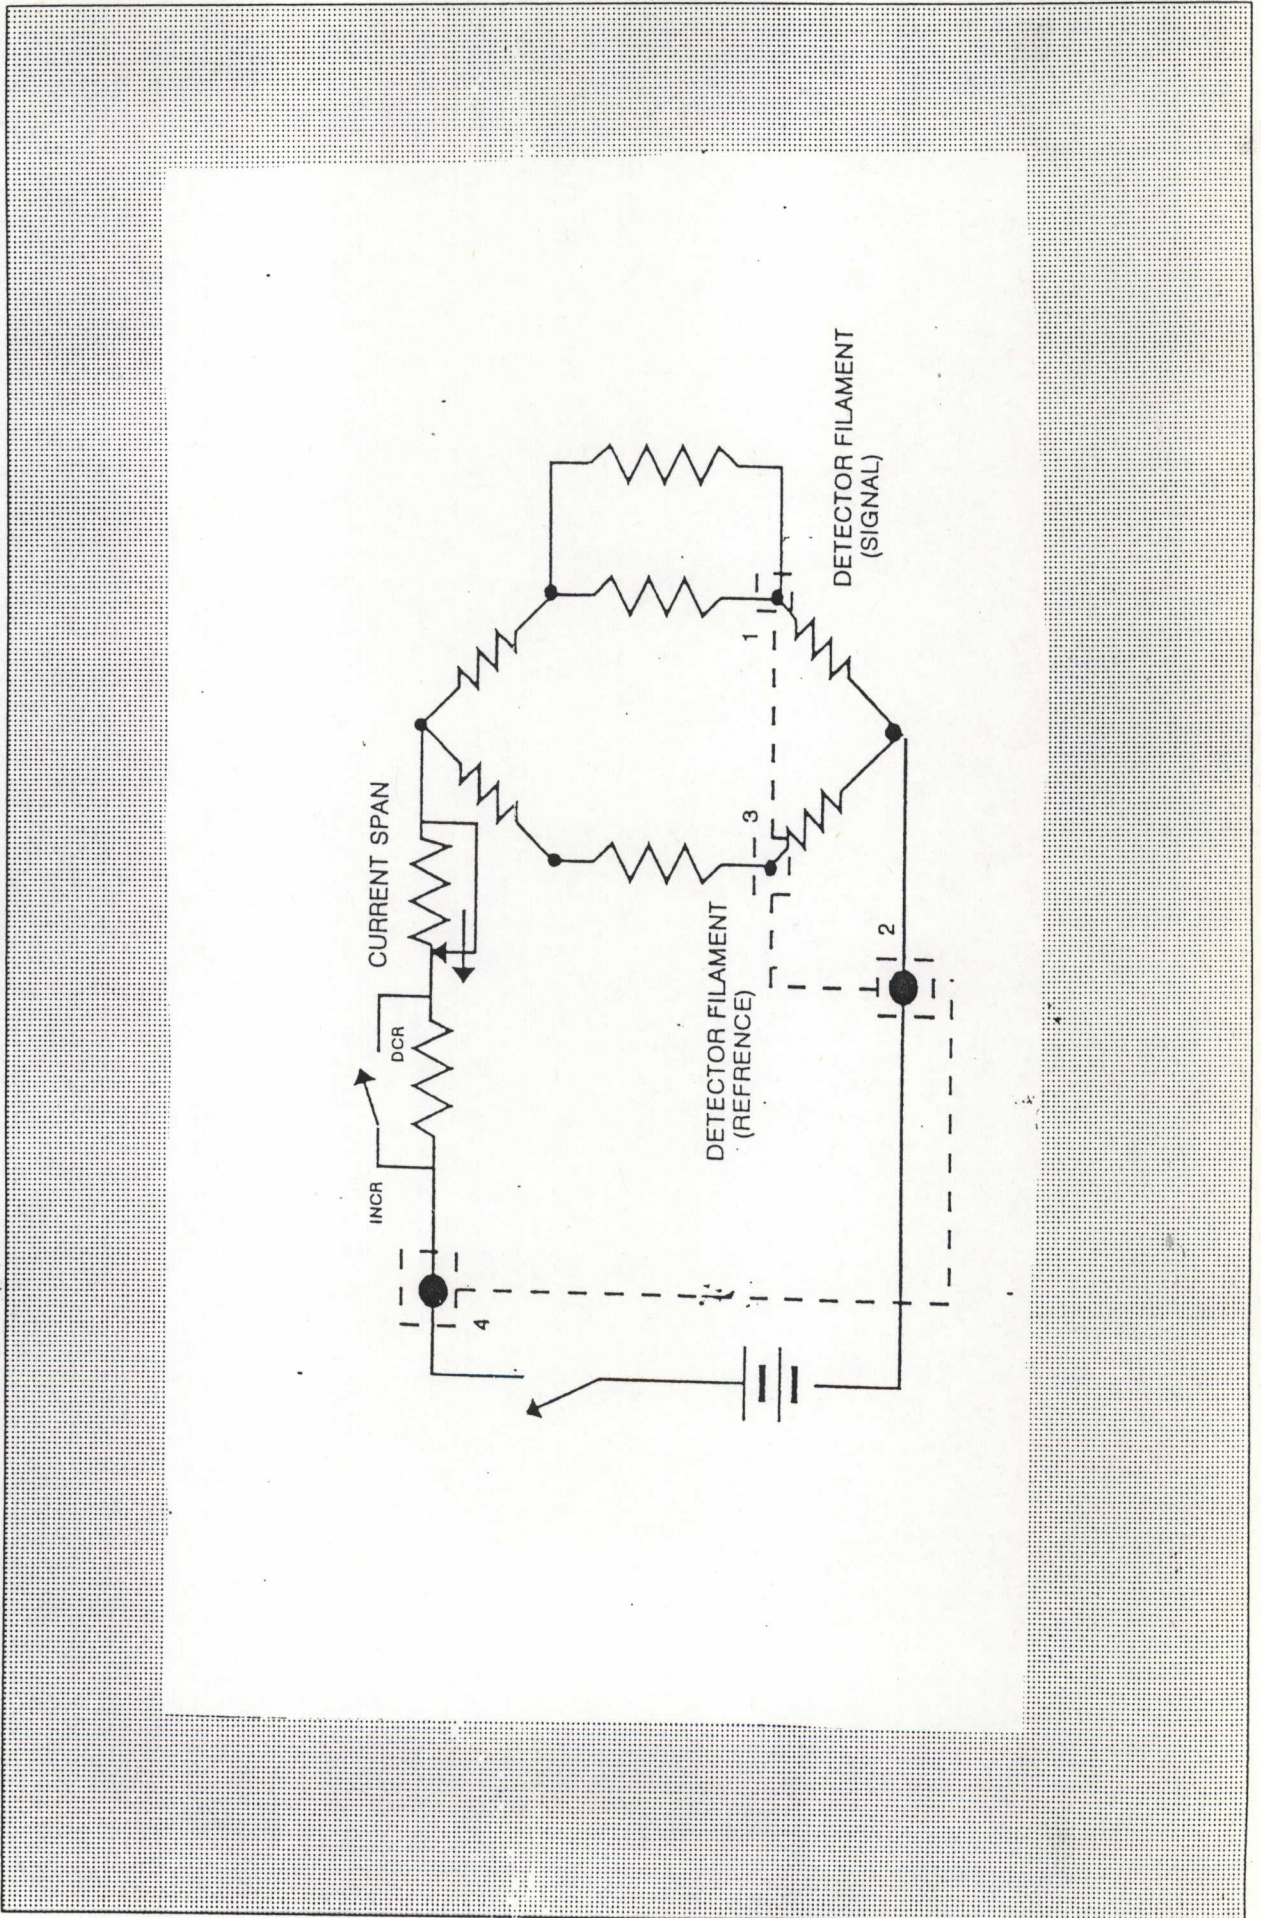 INCR
DCR
CURRENT SPAN
4
DETECTOR FILAMENT
(REFRENCE)
3
1
2
DETECTOR FILAMENT
(SIGNAL)